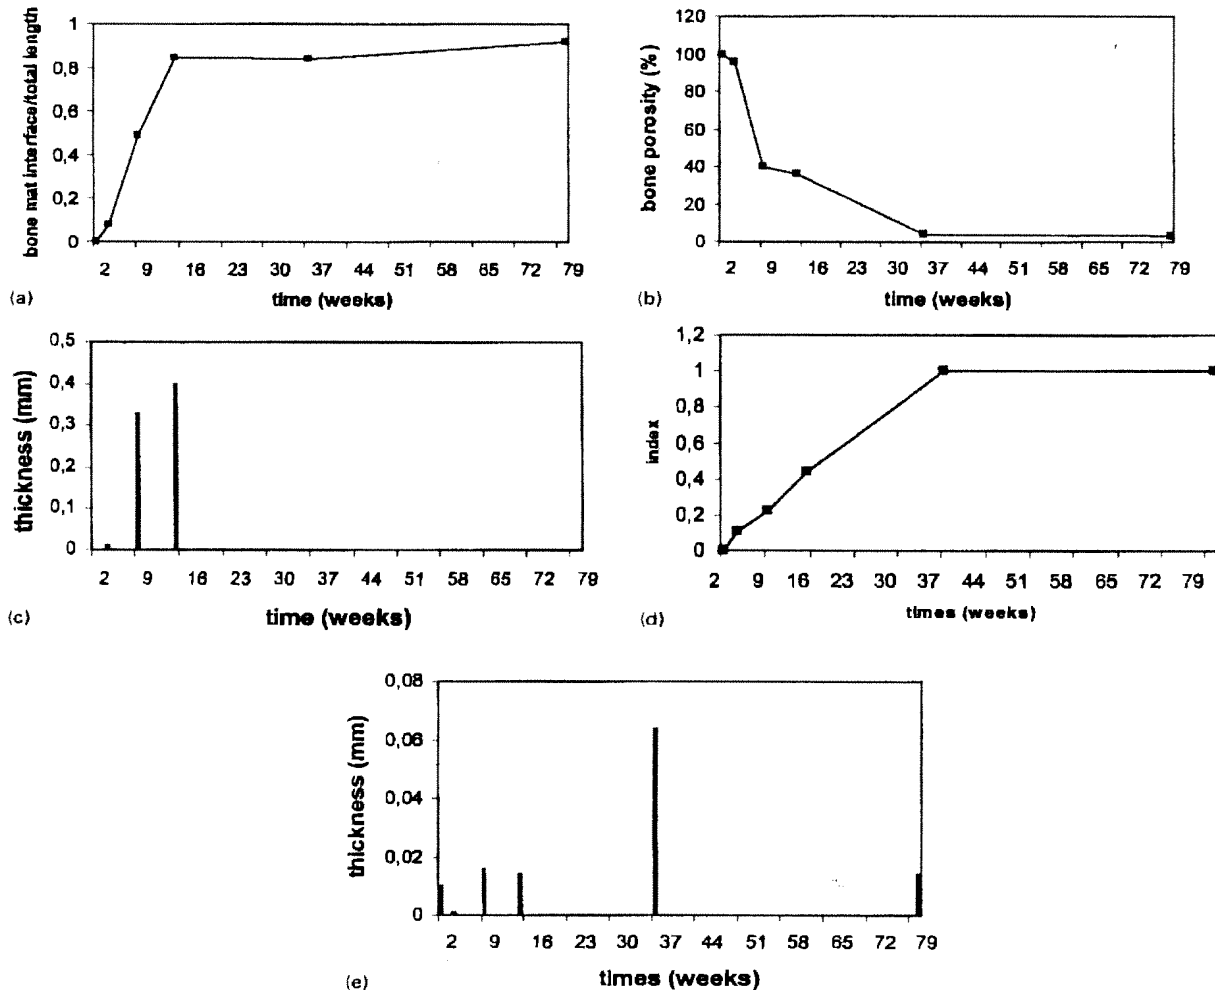 bone mat interface/total length
1
0,8
0,6
0,4
0,2
0
2 9 16 23 30 37 44 51 58 65 72 79
time (weeks)
(a)
bone porosity (%)
120
100
80
60
40
20
0
2 9 16 23 30 37 44 51 58 65 72 79
time (weeks)
(b)
thickness (mm)
0,5
0,4
0,3
0,2
0,1
0
2 9 16 23 30 37 44 51 58 65 72 79
time (weeks)
(c)
index
1,2
1
0,8
0,6
0,4
0,2
0
2 9 16 23 30 37 44 51 58 65 72 79
times (weeks)
(d)
thickness (mm)
0,08
0,06
0,04
0,02
0
2 9 16 23 30 37 44 51 58 65 72 79
times (weeks)
(e)